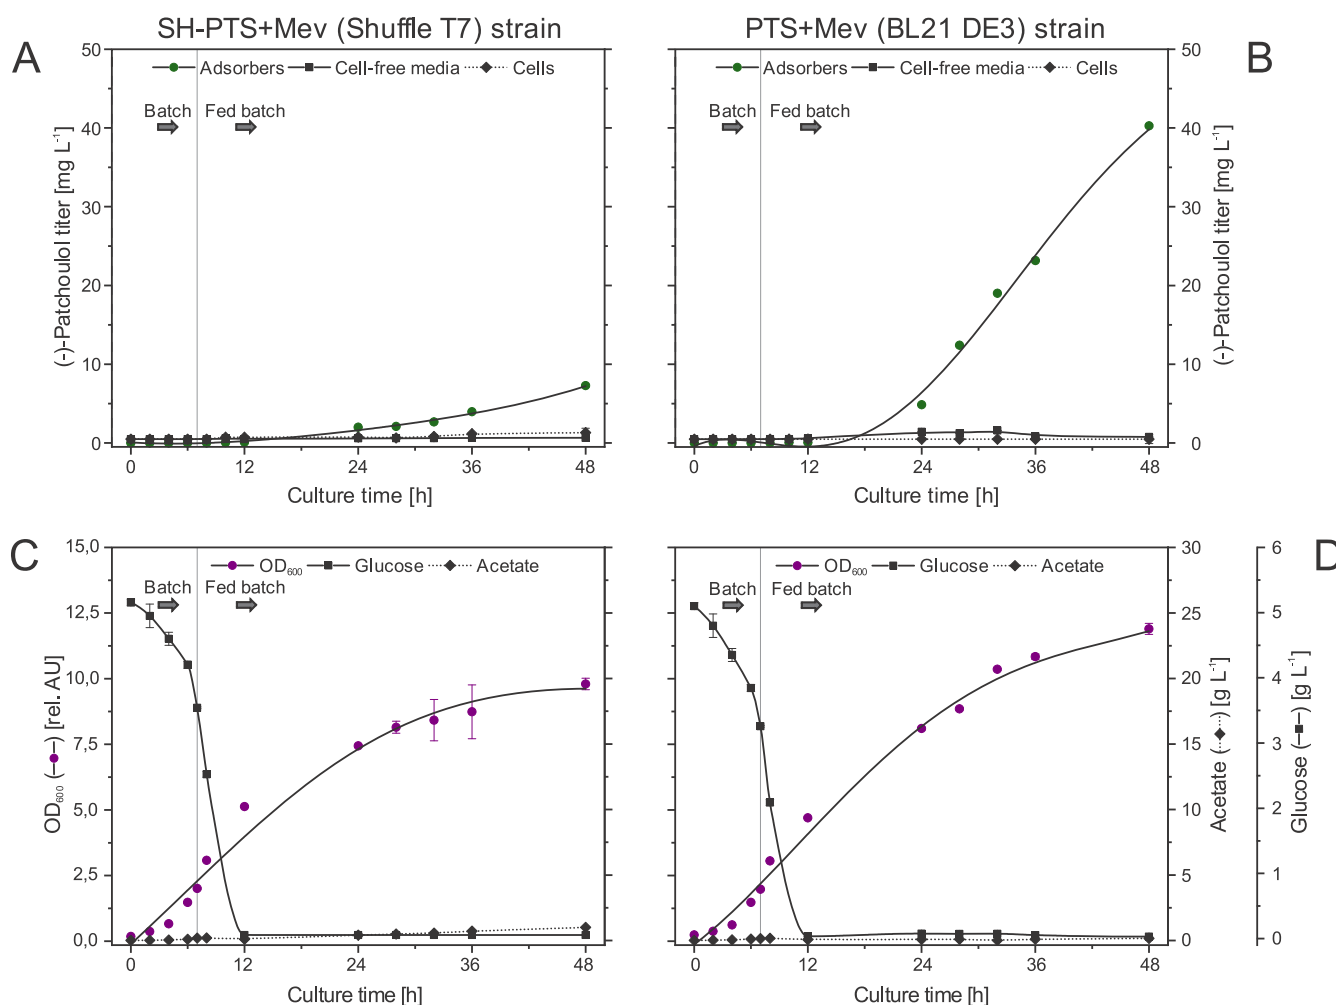 SH-PTS+Mev (Shuffle T7) strain
PTS+Mev (BL21 DE3) strain
A
(-)-Patchoulol titer [mg L⁻¹]
50
40
30
20
10
0
Adsorbers Cell-free media Cells
Batch Fed batch
0 12 24 36 48
Culture time [h]
50
40
30
20
10
0
(-)-Patchoulol titer [mg L⁻¹]
B
Adsorbers Cell-free media Cells
Batch Fed batch
0 12 24 36 48
Culture time [h]
C
OD₆₀₀ (—) [rel. AU]
15,0
12,5
10,0
7,5
5,0
2,5
0,0
OD₆₀₀ Glucose Acetate
Batch Fed batch
0 12 24 36 48
Culture time [h]
D
OD₆₀₀ Glucose Acetate
Batch Fed batch
0 12 24 36 48
Culture time [h]
30
25
20
15
10
5
0
Acetate (···) [g L⁻¹]
6
5
4
3
2
1
0
Glucose (—) [g L⁻¹]